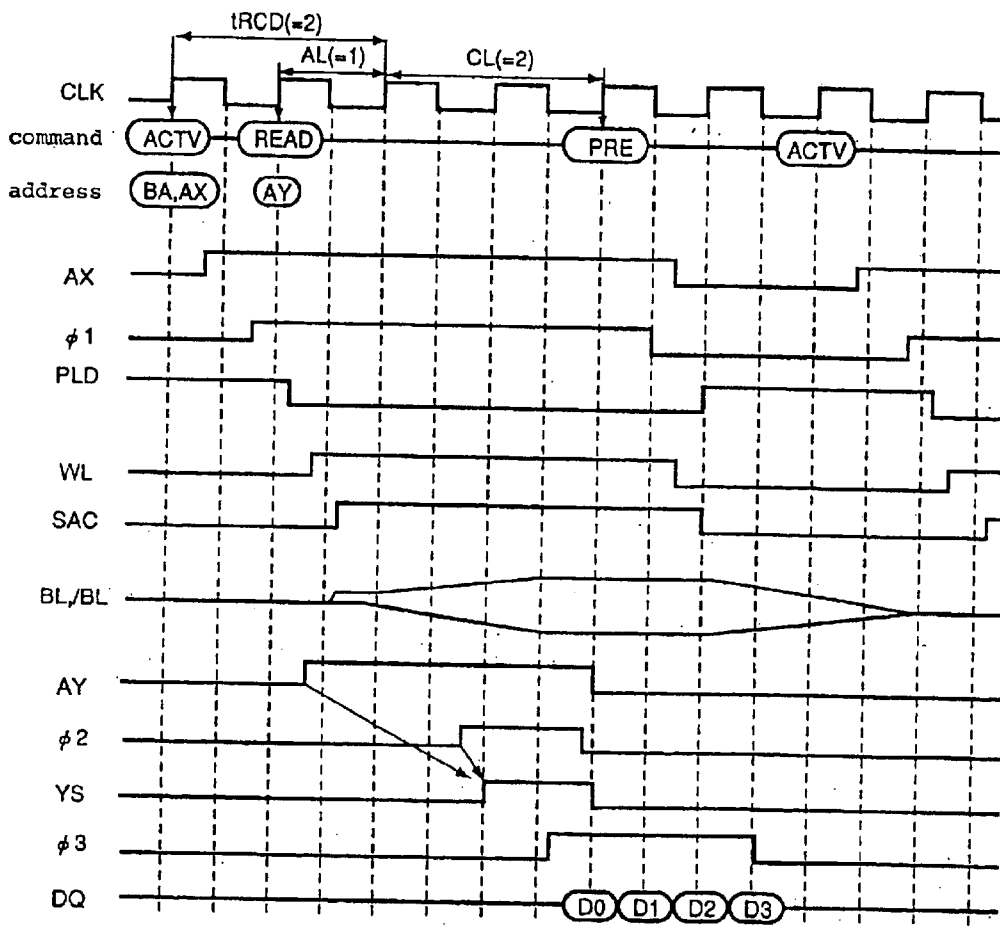 tRCD(=2)
AL(=1)
CL(=2)
CLK
command ACTV READ PRE ACTV
address BA,AX AY
AX
ϕ1
PLD
WL
SAC
BL,/BL
AY
ϕ2
YS
ϕ3
DQ D0 D1 D2 D3